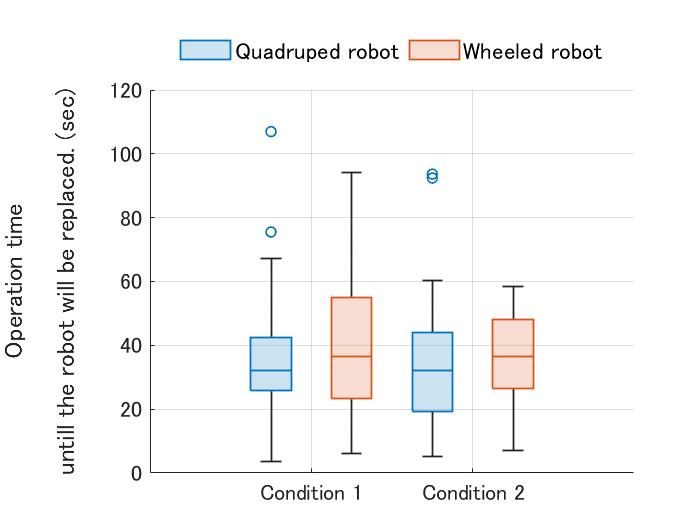 Quadruped robot
Wheeled robot
Operation time
untill the robot will be replaced. (sec)
120
100
80
60
40
20
0
Condition 1
Condition 2